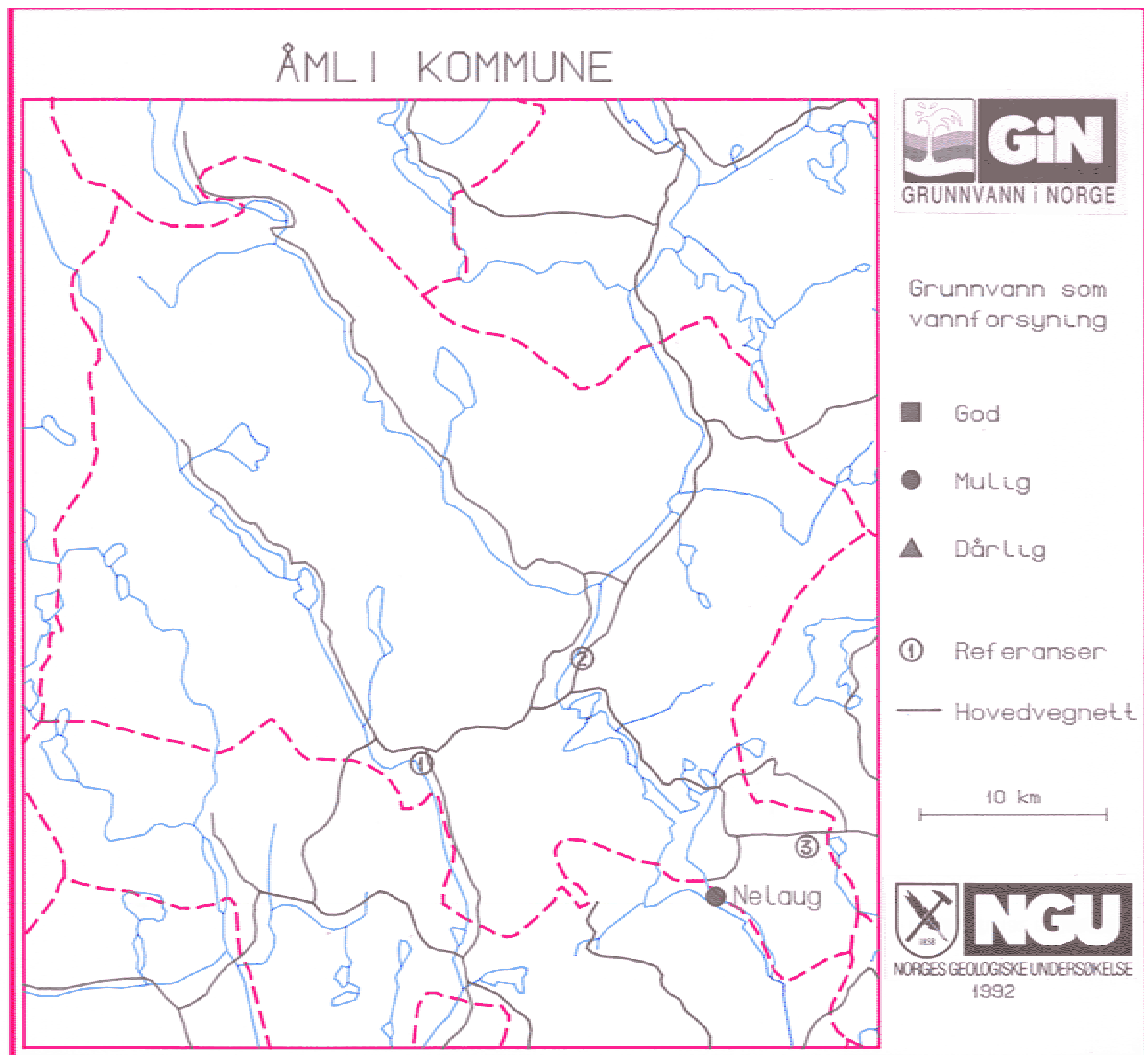 ÅMLI KOMMUNE
GiN
GRUNNVANN i NORGE
Grunnvann som
vannforsyning
God
Mulig
Dårlig
1 Referanser
Hovedvegnett
10 km
2
1
3
Nelaug
1858
NGU
NORGES GEOLOGISKE UNDERSØKELSE
1992